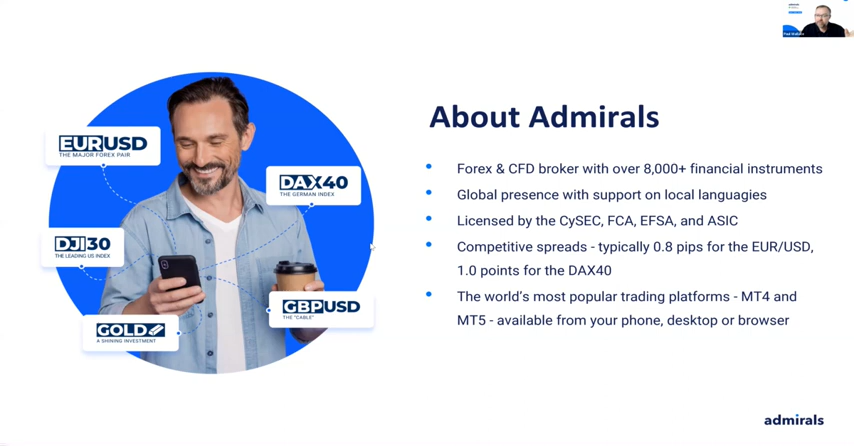 admirals
About Admirals
EURUSD
THE MAJOR FOREX PAIR
DAX40
THE GERMAN INDEX
DJI30
THE LEADING US INDEX
GBPUSD
THE "CABLE"
GOLD
A SHINING INVESTMENT
Forex & CFD broker with over 8,000+ financial instruments
Global presence with support on local languagies
Licensed by the CySEC, FCA, EFSA, and ASIC
Competitive spreads - typically 0.8 pips for the EUR/USD,
1.0 points for the DAX40
The world's most popular trading platforms - MT4 and
MT5 - available from your phone, desktop or browser
admirals